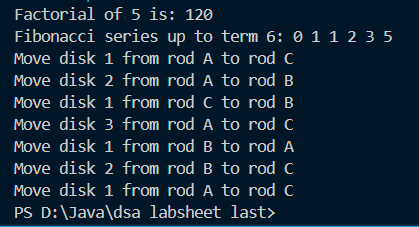 Factorial of 5 is: 120
Fibonacci series up to term 6: 0 1 1 2 3 5
Move disk 1 from rod A to rod C
Move disk 2 from rod A to rod B
Move disk 1 from rod C to rod B
Move disk 3 from rod A to rod C
Move disk 1 from rod B to rod A
Move disk 2 from rod B to rod C
Move disk 1 from rod A to rod C
PS D:\Java\dsa labsheet last>